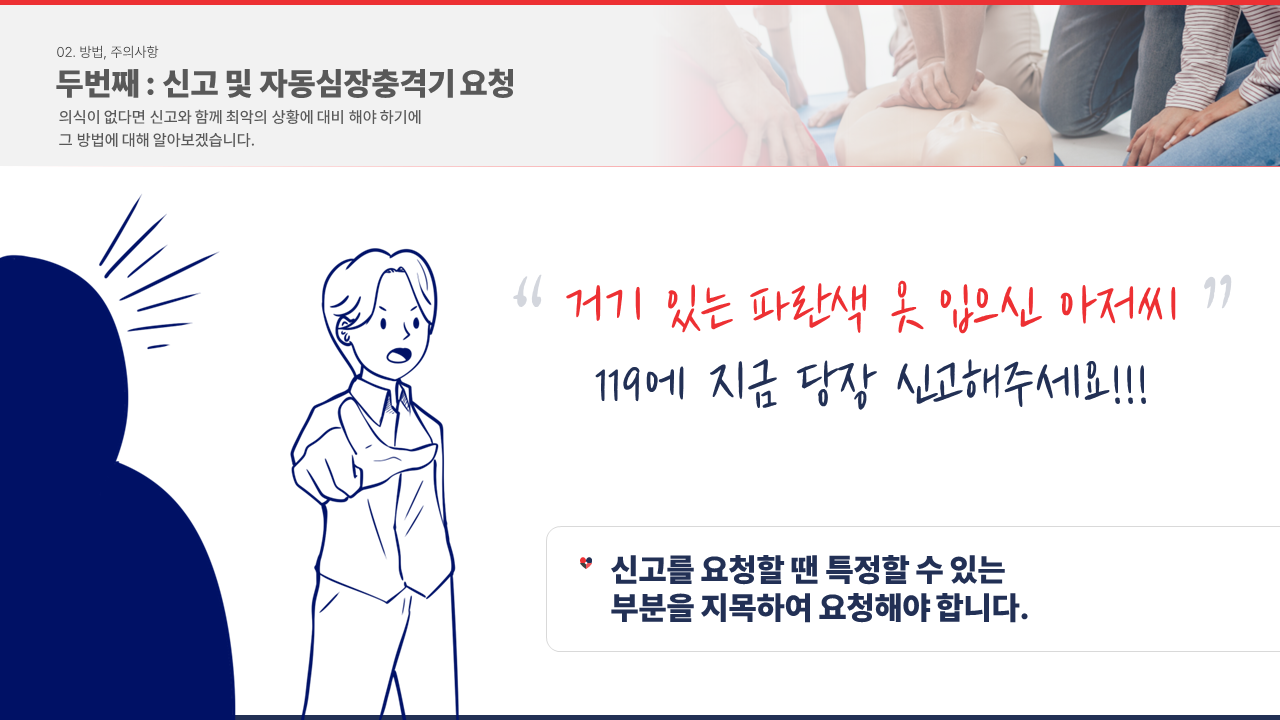 02. 방법, 주의사항
두번째 : 신고 및 자동심장충격기 요청
의식이 없다면 신고와 함께 최악의 상황에 대비 해야 하기에
그 방법에 대해 알아보겠습니다.
“ 거기 있는 파란색 옷 입으신 아저씨 ”
119에 지금 당장 신고해주세요!!!
신고를 요청할 땐 특정할 수 있는
부분을 지목하여 요청해야 합니다.